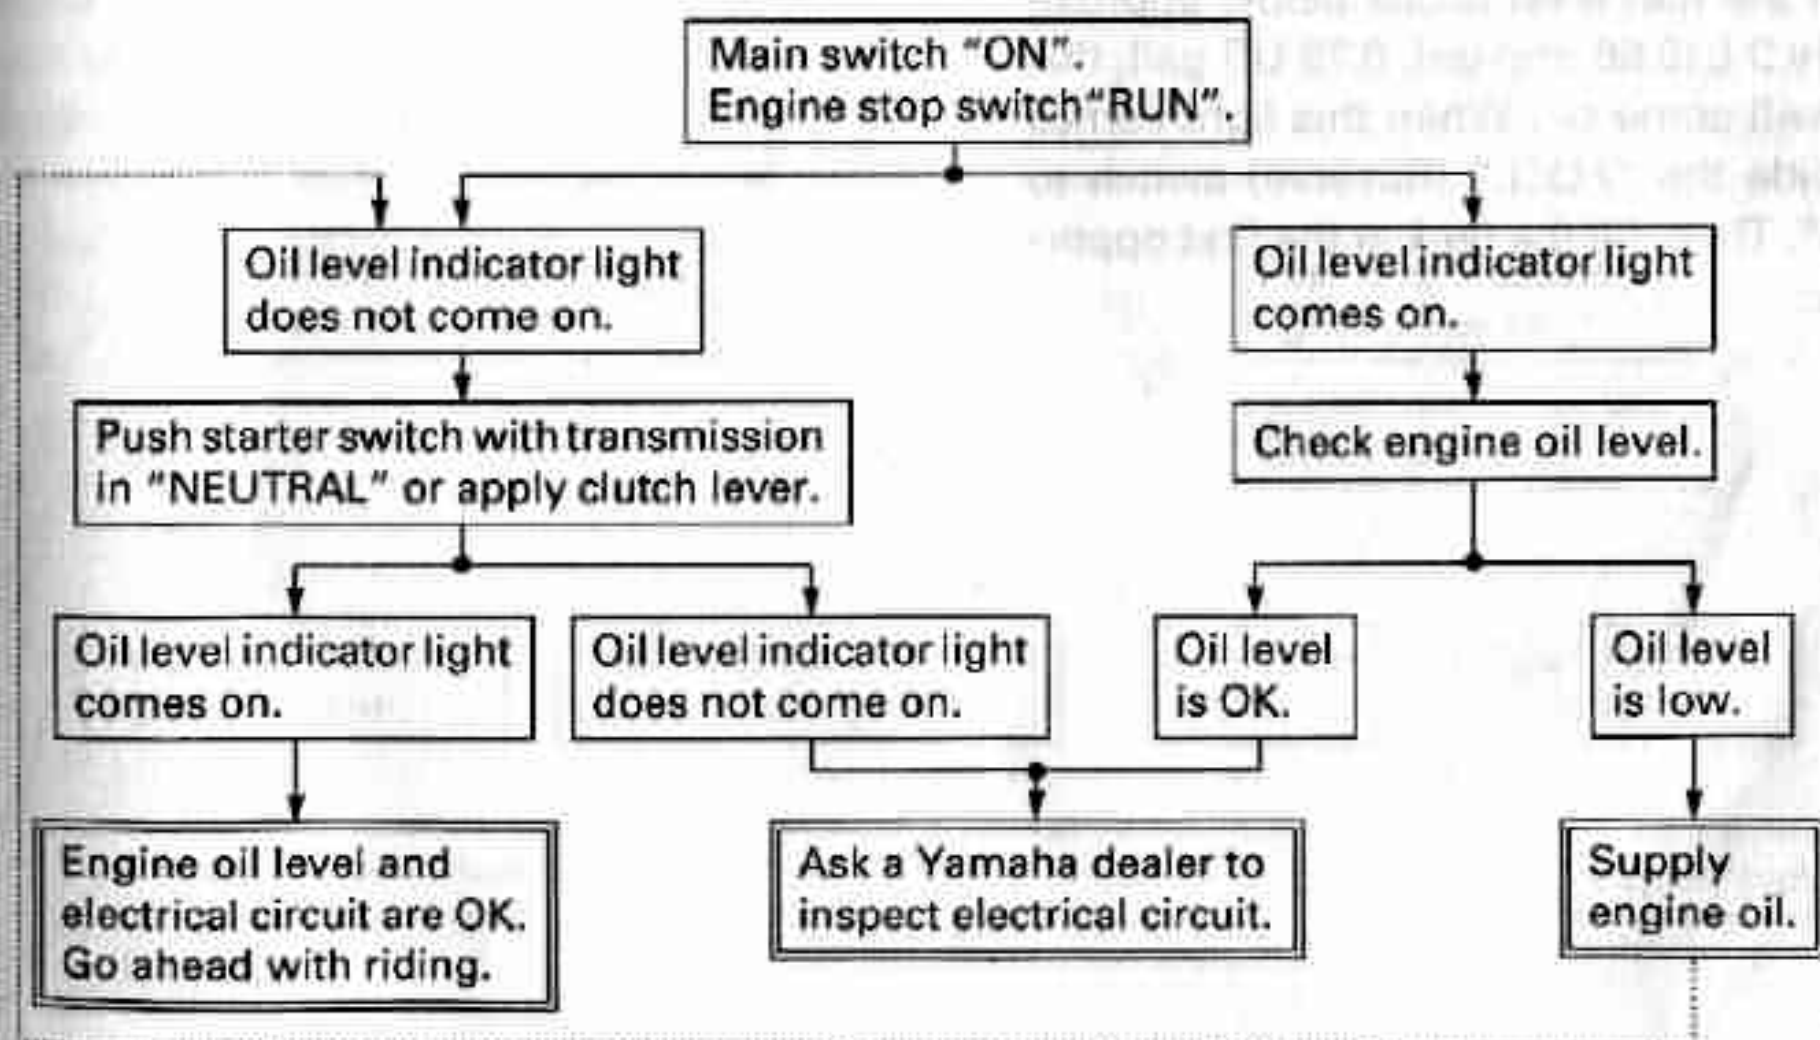 Main switch “ON”.
Engine stop switch“RUN”.
Oil level indicator light
does not come on.
Oil level indicator light
comes on.
Push starter switch with transmission
in “NEUTRAL” or apply clutch lever.
Check engine oil level.
Oil level indicator light
comes on.
Oil level indicator light
does not come on.
Oil level
is OK.
Oil level
is low.
Engine oil level and
electrical circuit are OK.
Go ahead with riding.
Ask a Yamaha dealer to
inspect electrical circuit.
Supply
engine oil.